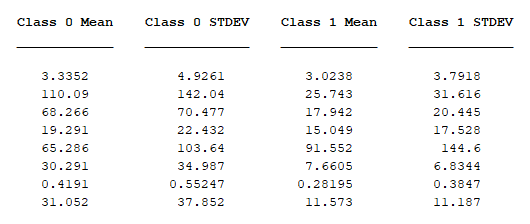 Class 0 Mean Class 0 STDEV Class 1 Mean Class 1 STDEV
3.3352 4.9261 3.0238 3.7918
110.09 142.04 25.743 31.616
68.266 70.477 17.942 20.445
19.291 22.432 15.049 17.528
65.286 103.64 91.552 144.6
30.291 34.987 7.6605 6.8344
0.4191 0.55247 0.28195 0.3847
31.052 37.852 11.573 11.187